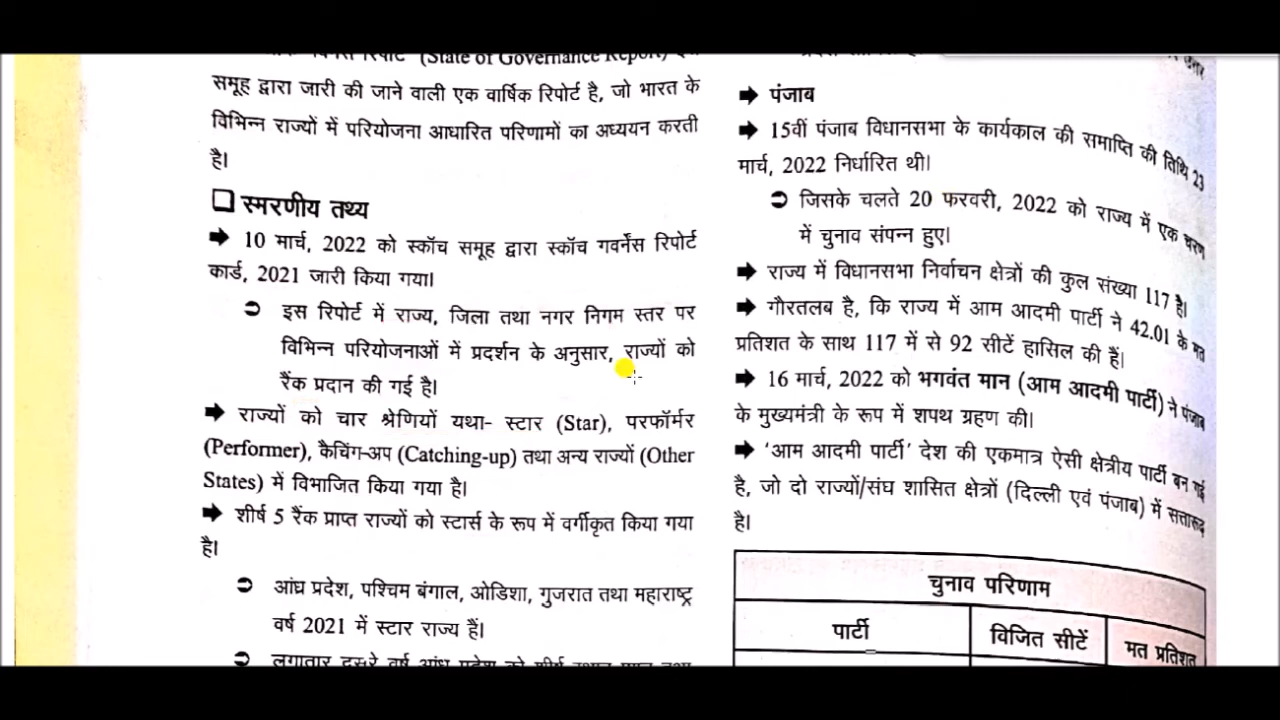 (State of Governance Report)
समूह द्वारा जारी की जाने वाली एक वार्षिक रिपोर्ट है, जो भारत के
विभिन्न राज्यों में परियोजना आधारित परिणामों का अध्ययन करती
है।
❑ स्मरणीय तथ्य
➡ 10 मार्च, 2022 को स्कॉच समूह द्वारा स्कॉच गवर्नेंस रिपोर्ट
कार्ड, 2021 जारी किया गया।
➲ इस रिपोर्ट में राज्य, जिला तथा नगर निगम स्तर पर
विभिन्न परियोजनाओं में प्रदर्शन के अनुसार, राज्यों को
रैंक प्रदान की गई है।
➡ राज्यों को चार श्रेणियों यथा- स्टार (Star), परफॉर्मर
(Performer), कैचिंग-अप (Catching-up) तथा अन्य राज्यों (Other
States) में विभाजित किया गया है।
➡ शीर्ष 5 रैंक प्राप्त राज्यों को स्टार्स के रूप में वर्गीकृत किया गया
है।
➲ आंध्र प्रदेश, पश्चिम बंगाल, ओडिशा, गुजरात तथा महाराष्ट्र
वर्ष 2021 में स्टार राज्य हैं।
➲ लगातार दूसरे वर्ष आंध्र प्रदेश को शीर्ष स्थान
➡ पंजाब
➡ 15वीं पंजाब विधानसभा के कार्यकाल की समाप्ति की तिथि 23
मार्च, 2022 निर्धारित थी।
➲ जिसके चलते 20 फरवरी, 2022 को राज्य में एक चरण
में चुनाव संपन्न हुए।
➡ राज्य में विधानसभा निर्वाचन क्षेत्रों की कुल संख्या 117 है।
➡ गौरतलब है, कि राज्य में आम आदमी पार्टी ने 42.01 के मत
प्रतिशत के साथ 117 में से 92 सीटें हासिल की हैं।
➡ 16 मार्च, 2022 को भगवंत मान (आम आदमी पार्टी) ने पंजाब
के मुख्यमंत्री के रूप में शपथ ग्रहण की।
➡ ‘आम आदमी पार्टी’ देश की एकमात्र ऐसी क्षेत्रीय पार्टी बन गई
है, जो दो राज्यों/संघ शासित क्षेत्रों (दिल्ली एवं पंजाब) में सत्तारूढ़
है।
चुनाव परिणाम
पार्टी विजित सीटें मत प्रतिशत